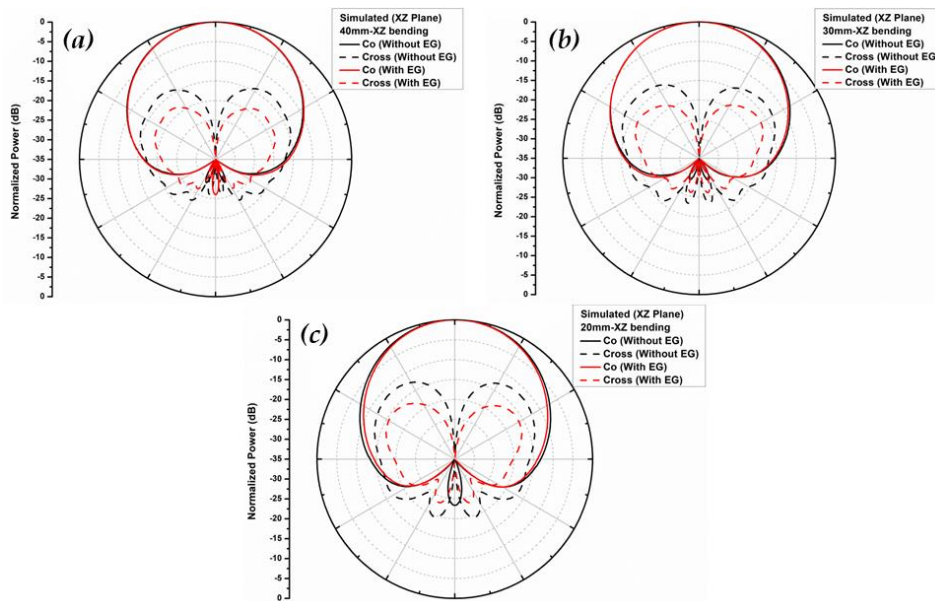 (a)
Normalized Power (dB)
0
-5
-10
-15
-20
-25
-30
-35
-30
-25
-20
-15
-10
-5
0
Simulated (XZ Plane)
40mm-XZ bending
Co (Without EG)
Cross (Without EG)
Co (With EG)
Cross (With EG)
(b)
Normalized Power (dB)
0
-5
-10
-15
-20
-25
-30
-35
-30
-25
-20
-15
-10
-5
0
Simulated (XZ Plane)
30mm-XZ bending
Co (Without EG)
Cross (Without EG)
Co (With EG)
Cross (With EG)
(c)
Normalized Power (dB)
0
-5
-10
-15
-20
-25
-30
-35
-30
-25
-20
-15
-10
-5
0
Simulated (XZ Plane)
20mm-XZ bending
Co (Without EG)
Cross (Without EG)
Co (With EG)
Cross (With EG)